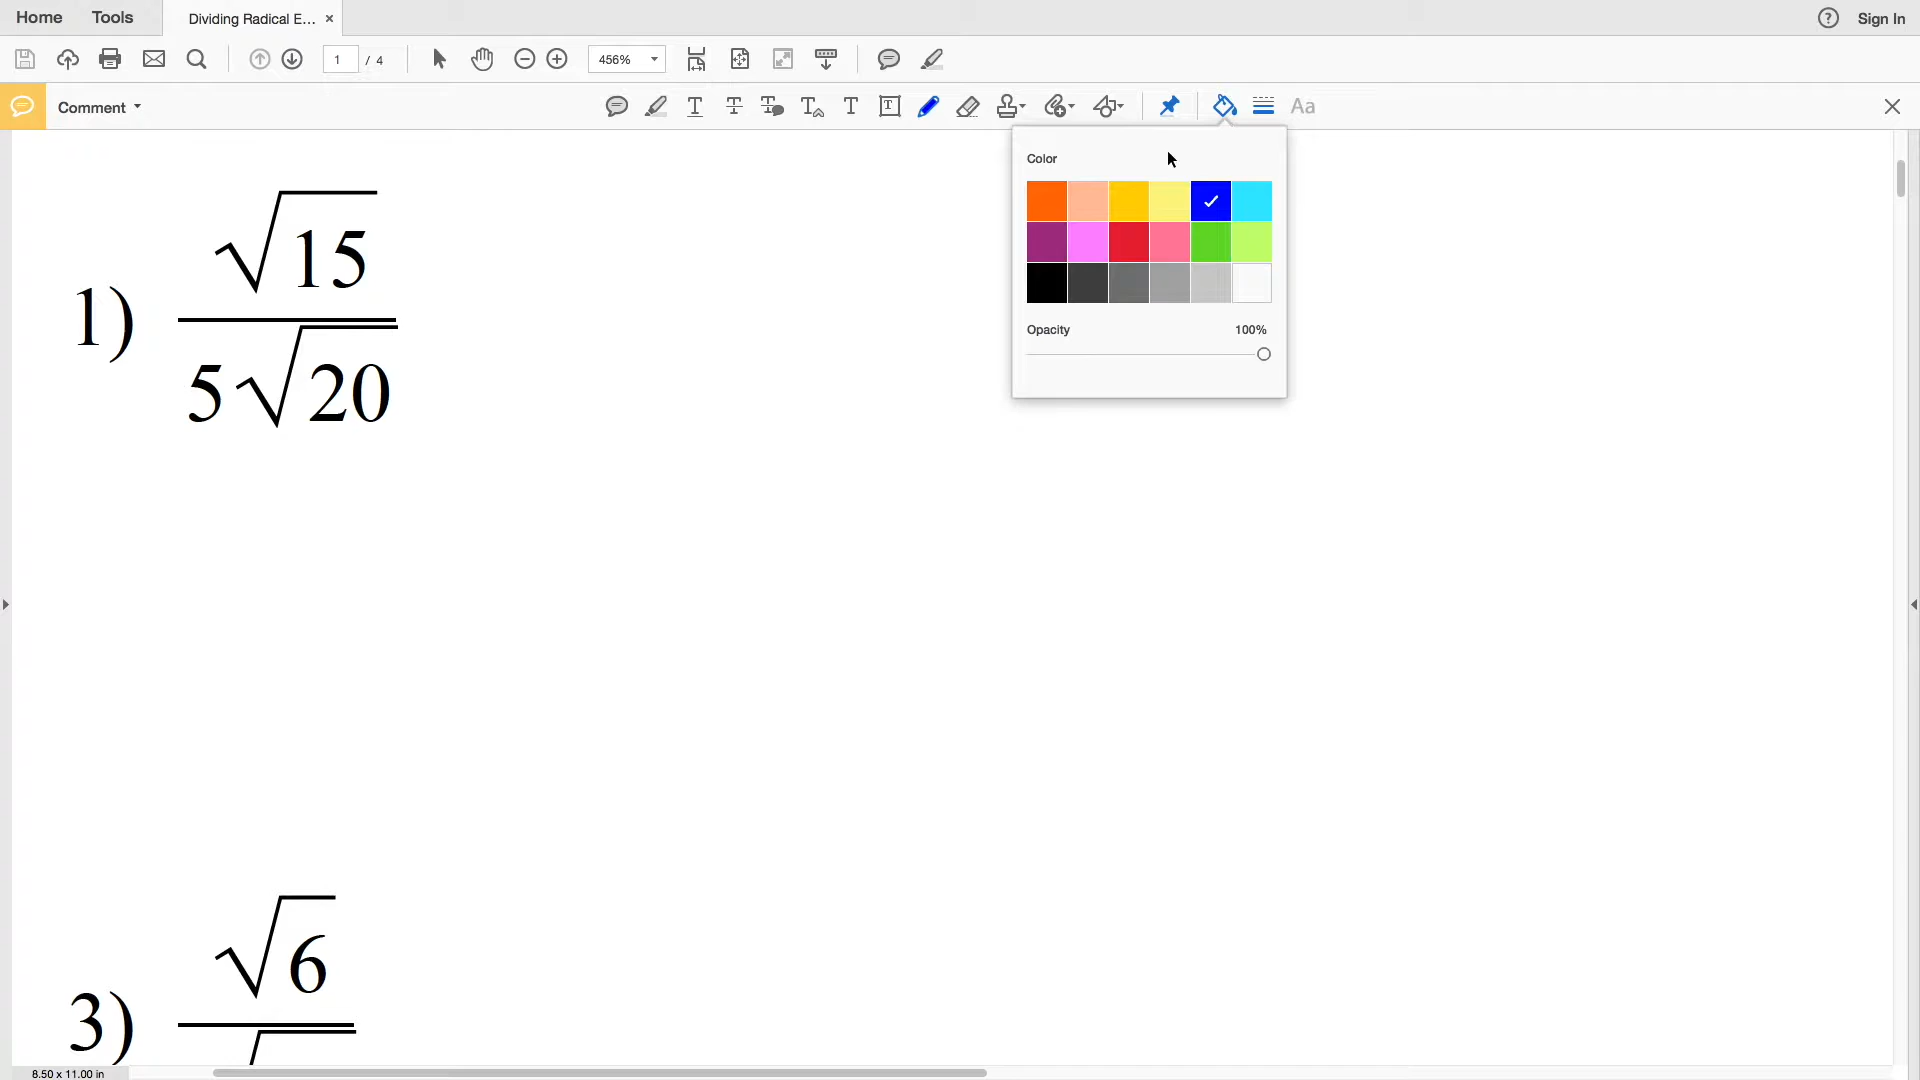 Home Tools Dividing Radical E... × ? Sign In
1 / 4 456%
Comment T T T T T T Aa
Color
Opacity 100%
1) √15
5√20
3) √6
8.50 x 11.00 in